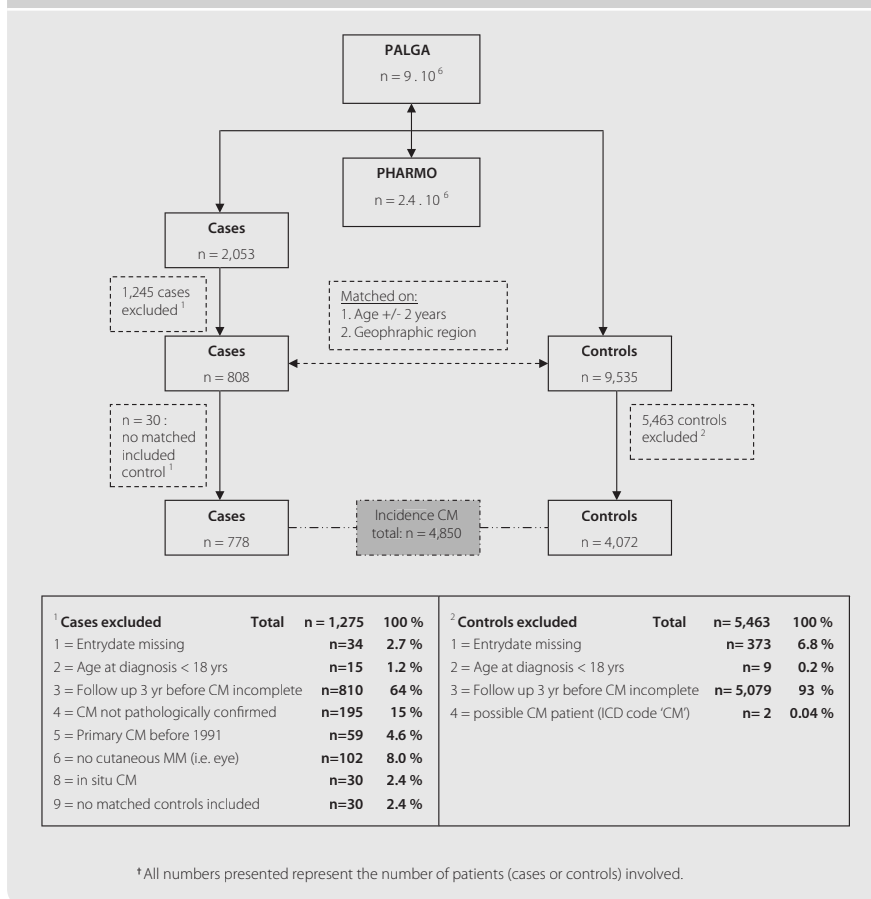 PALGA
n = 9 . 10 6
PHARMO
n = 2.4 . 10 6
Cases
n = 2,053
1,245 cases
excluded 1
Matched on:
1. Age +/- 2 years
2. Geophraphic region
Cases
n = 808
Controls
n = 9,535
n = 30 :
no matched
included
control 1
5,463 controls
excluded 2
Cases
n = 778
Incidence CM
total: n = 4,850
Controls
n = 4,072
1 Cases excluded Total n = 1,275 100 %
1 = Entrydate missing n=34 2.7 %
2 = Age at diagnosis < 18 yrs n=15 1.2 %
3 = Follow up 3 yr before CM incomplete n=810 64 %
4 = CM not pathologically confirmed n=195 15 %
5 = Primary CM before 1991 n=59 4.6 %
6 = no cutaneous MM (i.e. eye) n=102 8.0 %
8 = in situ CM n=30 2.4 %
9 = no matched controls included n=30 2.4 %
2 Controls excluded Total n= 5,463 100 %
1 = Entrydate missing n= 373 6.8 %
2 = Age at diagnosis < 18 yrs n= 9 0.2 %
3 = Follow up 3 yr before CM incomplete n= 5,079 93 %
4 = possible CM patient (ICD code ‘CM’) n= 2 0.04 %
† All numbers presented represent the number of patients (cases or controls) involved.